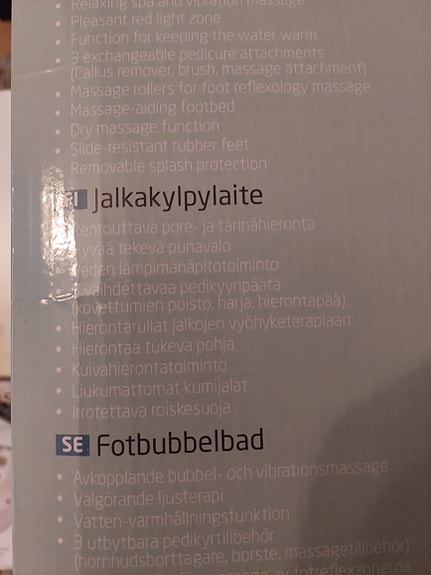 Relaxing spa and vibration massage
• Pleasant red light zone
• Function for keeping the water warm
• 3 exchangeable pedicure attachments
(Callus remover, brush, massage attachment)
• Massage rollers for foot reflexology massage
• Massage-aiding footbed
• Dry massage function
• Slide-resistant rubber feet
Removable splash protection
Jalkakylpylaite
pore- ja tärinähieronta
tekevä punavalo
lämpimänäpitotoiminto
vaihdettavaa pedikyyripäätä
(kovettumien poisto, harja, hierontapää)
• Hierontarullat jalkojen vyöhyketerapiaan
• Hierontaa tukeva pohja
• Kuivahierontatoiminto
• Liukumattomat kumijalat
• Irrotettava roiskesuoja
SE Fotbubbelbad
• Avkopplande bubbel- och vibrationsmassage
• Välgörande ljusterapi
• Vatten-varmhållningsfunktion
• 3 utbytbara pedikyrtillbehör
(hornhudsborttagare, borste, massagetillbehör)
av fotreflexzonerna